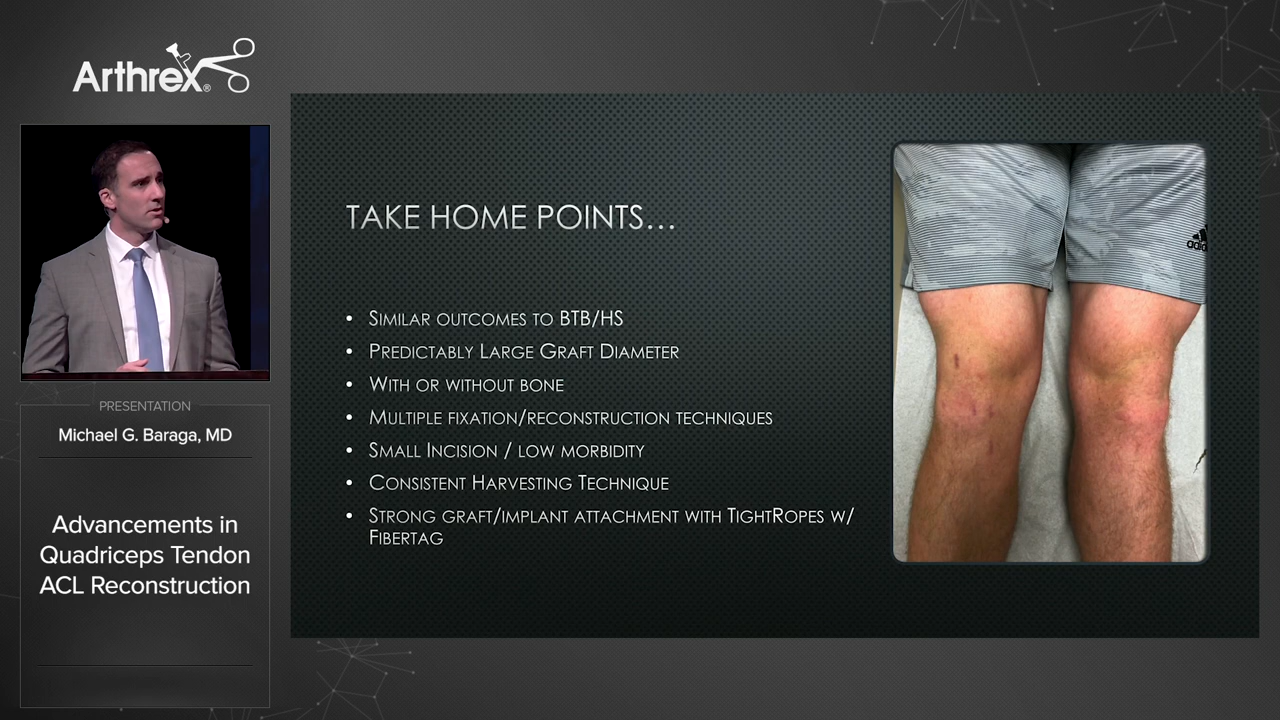 Arthrex®
PRESENTATION
Michael G. Baraga, MD
Advancements in
Quadriceps Tendon
ACL Reconstruction
TAKE HOME POINTS...
• SIMILAR OUTCOMES TO BTB/HS
• PREDICTABLY LARGE GRAFT DIAMETER
• WITH OR WITHOUT BONE
• MULTIPLE FIXATION/RECONSTRUCTION TECHNIQUES
• SMALL INCISION / LOW MORBIDITY
• CONSISTENT HARVESTING TECHNIQUE
• STRONG GRAFT/IMPLANT ATTACHMENT WITH TIGHTROPES W/
FIBERTAG
adidas